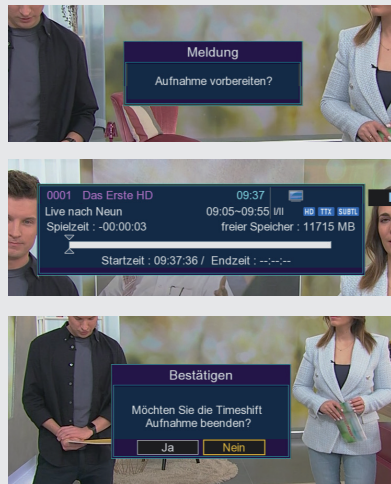 Meldung
Aufnahme vorbereiten?
0001 Das Erste HD 09:37
Live nach Neun 09:05~09:55 I/II HD TTX SUBTL
Spielzeit : -00:00:03 freier Speicher : 11715 MB
Startzeit : 09:37:36 / Endzeit : --:--:--
Bestätigen
Möchten Sie die Timeshift
Aufnahme beenden?
Ja Nein